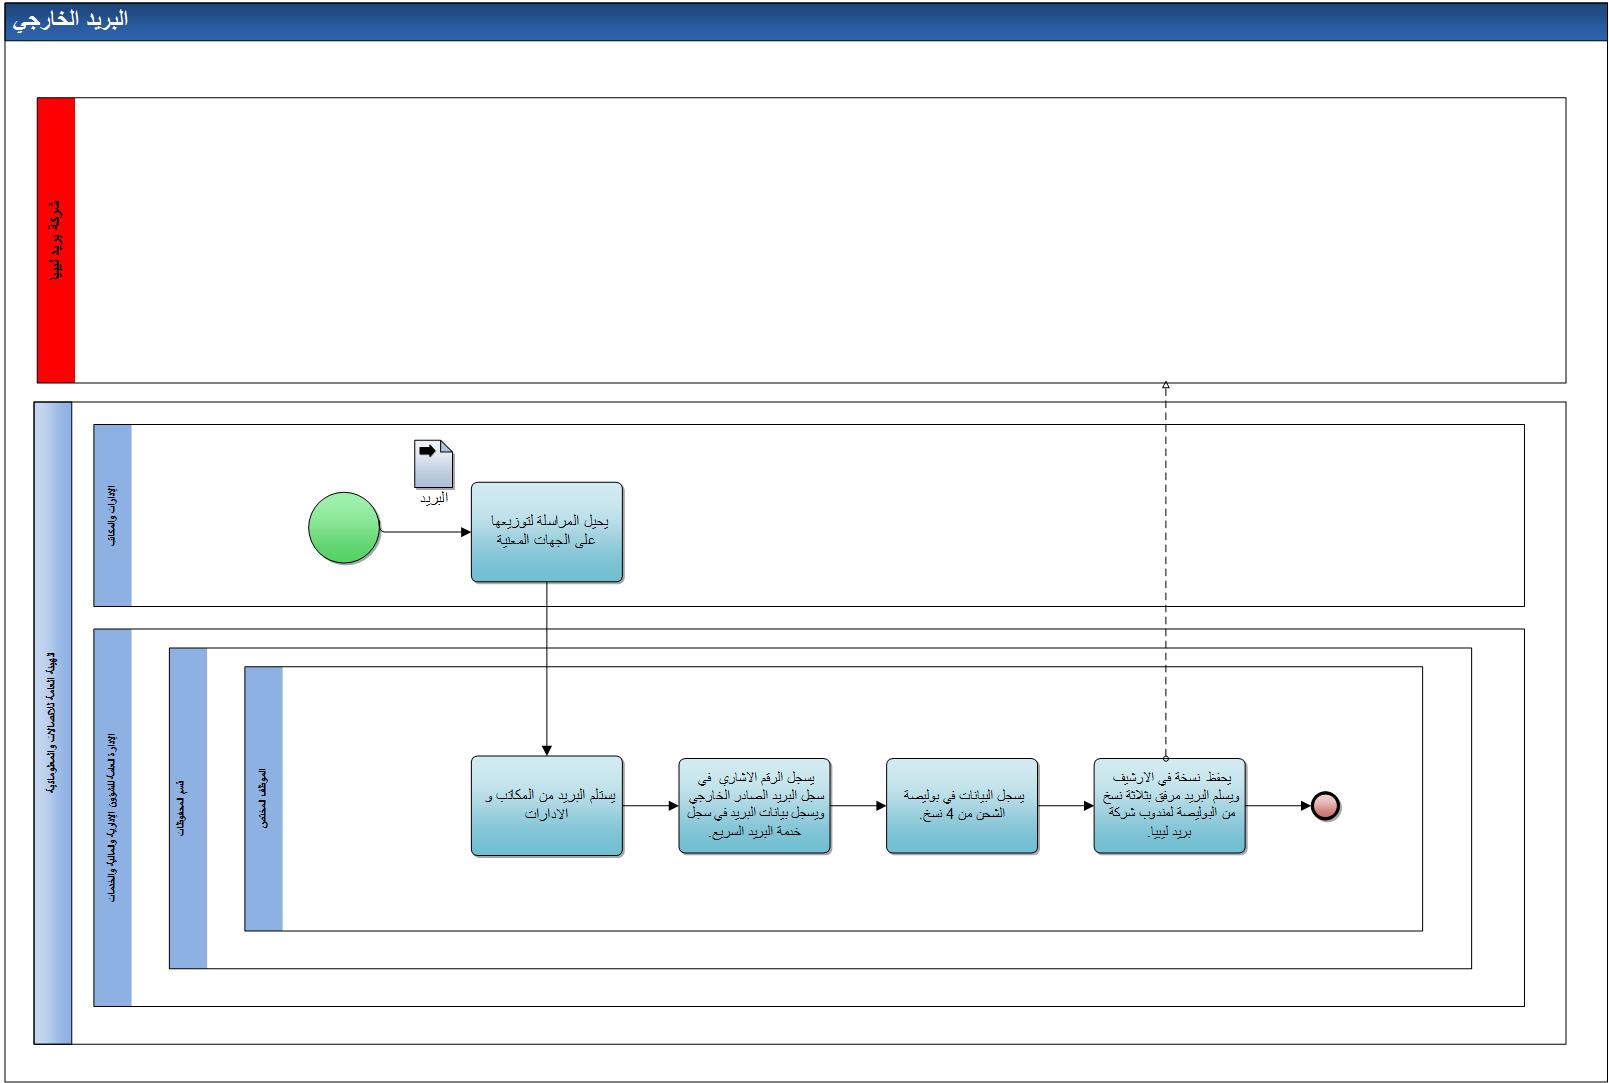 البريد الخارجي
شركة بريد ليبيا
الهيئة العامة للاتصالات والمعلوماتية
الإدارات والمكاتب
البريد
يحيل المراسلة لتوزيعها
على الجهات المعنية
الإدارة العامة للشؤون الإدارية والمالية والخدمات
قسم المحفوظات
الموظف المختص
يستلم البريد من المكاتب و
الادارات
يسجل الرقم الاشاري في
سجل البريد الصادر الخارجي
ويسجل بيانات البريد في سجل
خدمة البريد السريع.
يسجل البيانات في بوليصة
الشحن من 4 نسخ.
يحفظ نسخة في الارشيف
ويسلم البريد مرفق بثلاثة نسخ
من البوليصة لمندوب شركة
بريد ليبيا.